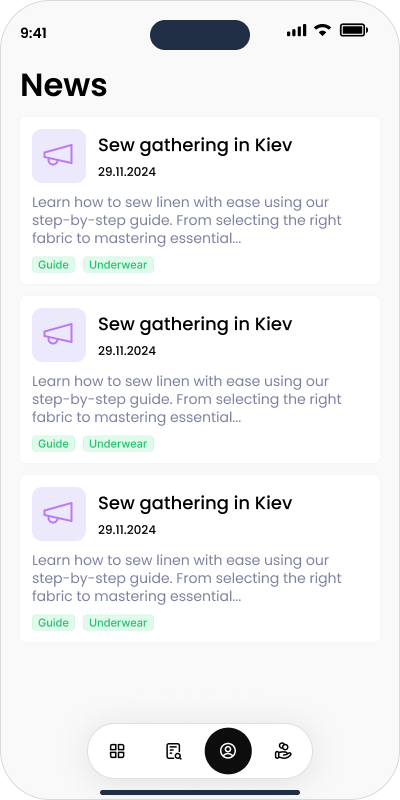 9:41
News
Sew gathering in Kiev
29.11.2024
Learn how to sew linen with ease using our
step-by-step guide. From selecting the right
fabric to mastering essential...
Guide Underwear
Sew gathering in Kiev
29.11.2024
Learn how to sew linen with ease using our
step-by-step guide. From selecting the right
fabric to mastering essential...
Guide Underwear
Sew gathering in Kiev
29.11.2024
Learn how to sew linen with ease using our
step-by-step guide. From selecting the right
fabric to mastering essential...
Guide Underwear